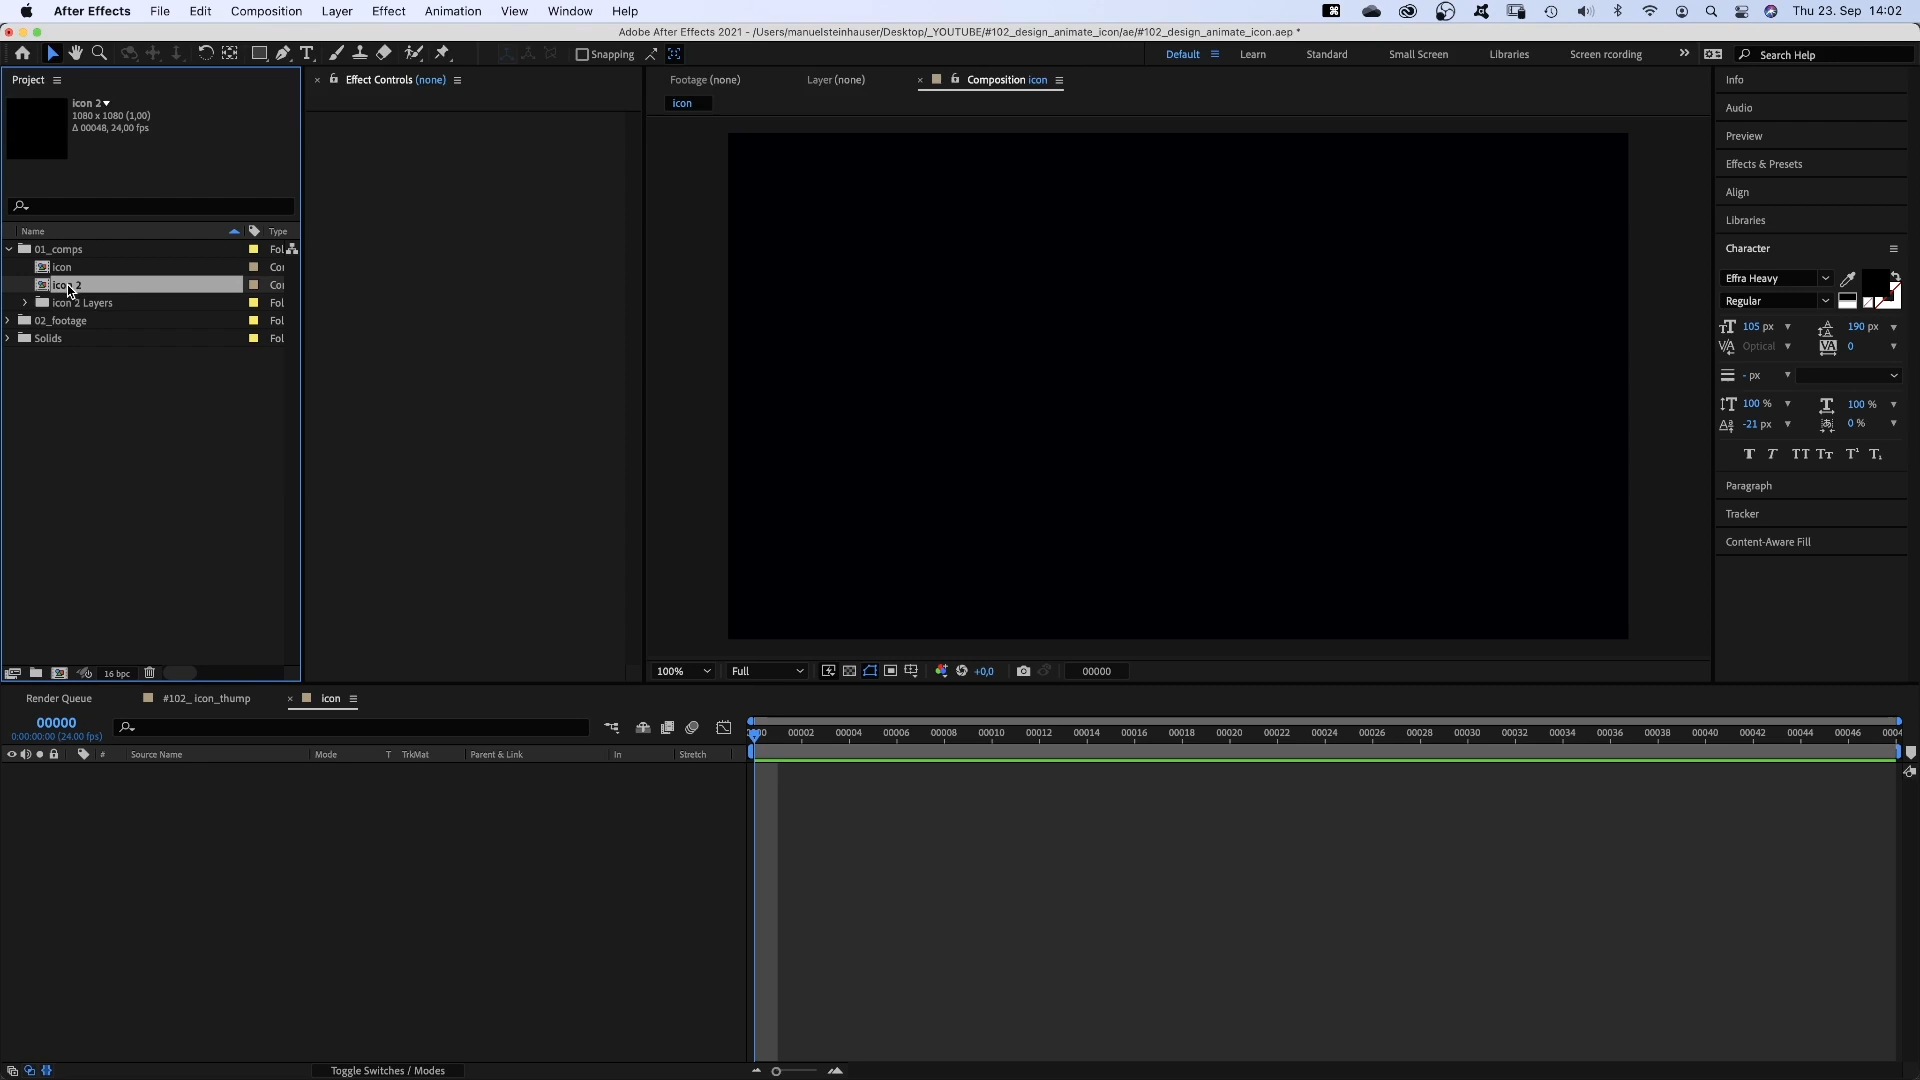 After Effects File Edit Composition Layer Effect Animation View Window Help Thu 23. Sep 14:02
Adobe After Effects 2021 - /Users/manuelsteinhauser/Desktop/_YOUTUBE/#102_design_animate_icon/ae/#102_design_animate_icon.aep *
Snapping Default Learn Standard Small Screen Libraries Screen rcording Search Help
Project Effect Controls (none) Footage (none) Layer (none) Composition icon Info
icon 2
1080 x 1080 (1,00)
Δ 00048, 24,00 fps
icon
Audio
Preview
Effects & Presets
Align
Libraries
Name Type
01_comps Fol
icon Coi
icon 2 Coi
icon 2 Layers Fol
02_footage Fol
Solids Fol
Character
Effra Heavy
Regular
105 px 190 px
Optical 0
- px
100 % 100 %
-21 px 0 %
T T TT Tт T¹ T₁
Paragraph
Tracker
Content-Aware Fill
16 bpc 100% Full +0,0 00000
Render Queue #102_ icon_thump icon
00000
0:00:00:00 (24.00 fps)
00002 00004 00006 00008 00010 00012 00014 00016 00018 00020 00022 00024 00026 00028 00030 00032 00034 00036 00038 00040 00042 00044 00046 0004
# Source Name Mode T TrkMat Parent & Link In Stretch
Toggle Switches / Modes